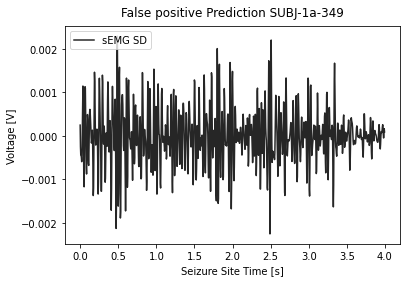 False positive Prediction SUBJ-1a-349
sEMG SD
0.002
0.001
0.000
−0.001
−0.002
Voltage [V]
0.0 0.5 1.0 1.5 2.0 2.5 3.0 3.5 4.0
Seizure Site Time [s]